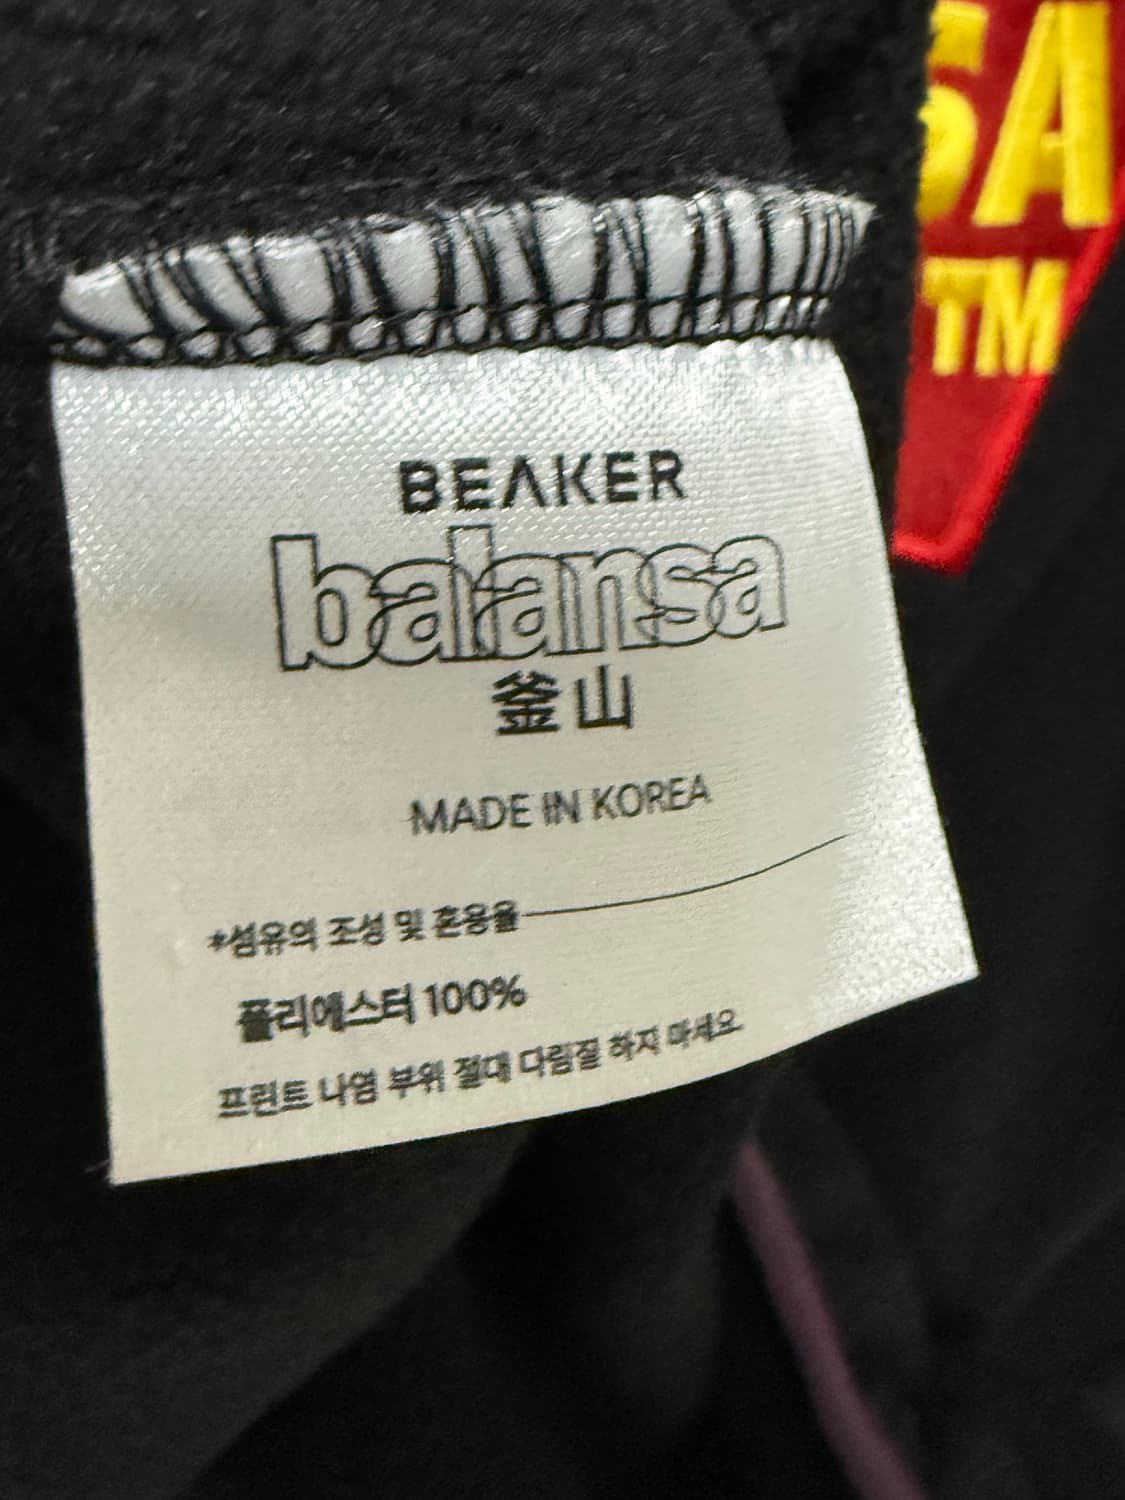 SA
TM
BEAKER
balansa
釜山
MADE IN KOREA
*섬유의 조성 및 혼용율
폴리에스터 100%
프린트 나염 부위 절대 다림질 하지 마세요